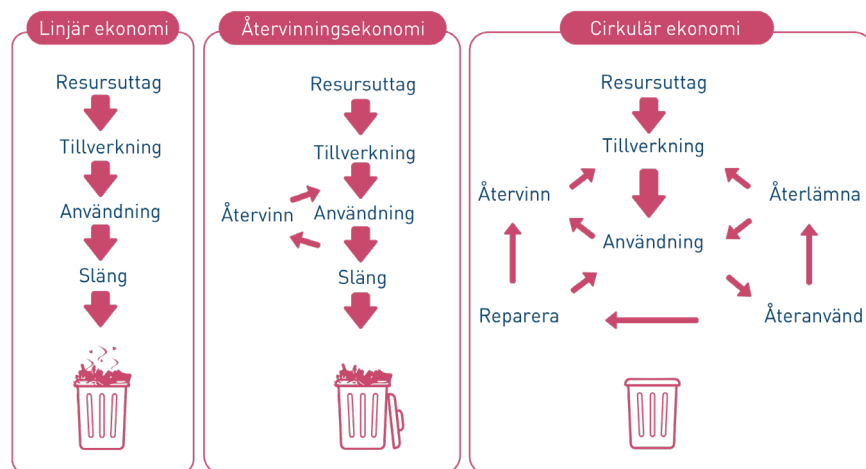 Linjär ekonomi
Resursuttag
Tillverkning
Användning
Släng
Återvinningsekonomi
Resursuttag
Tillverkning
Återvinn
Användning
Släng
Cirkulär ekonomi
Resursuttag
Tillverkning
Återvinn
Återlämna
Användning
Reparera
Återanvänd